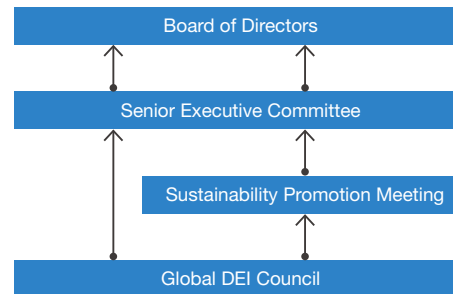 Board of Directors
Senior Executive Committee
Sustainability Promotion Meeting
Global DEI Council